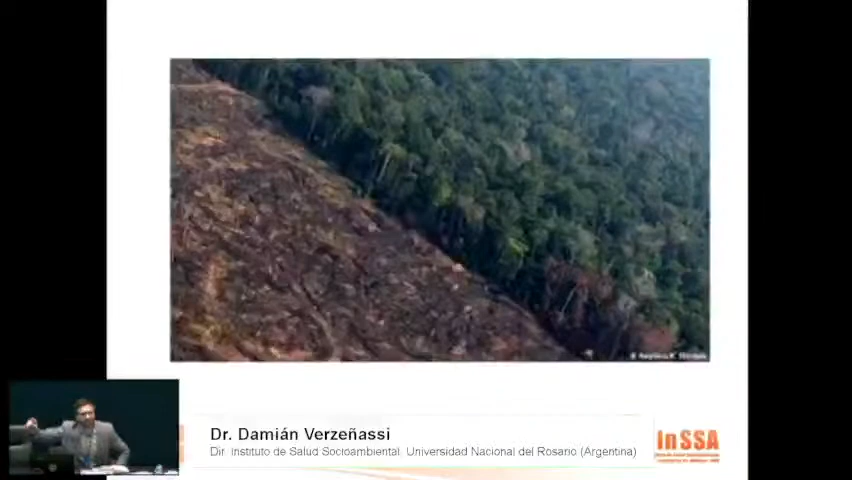 Dr. Damián Verzeñassi
Dir. Instituto de Salud Socioambiental. Universidad Nacional del Rosario (Argentina)
InSSA